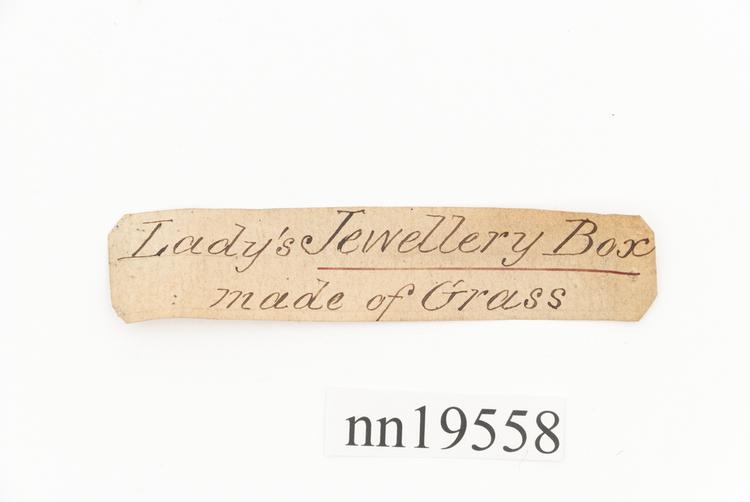 Lady's Jewellery Box
made of Grass
nn19558